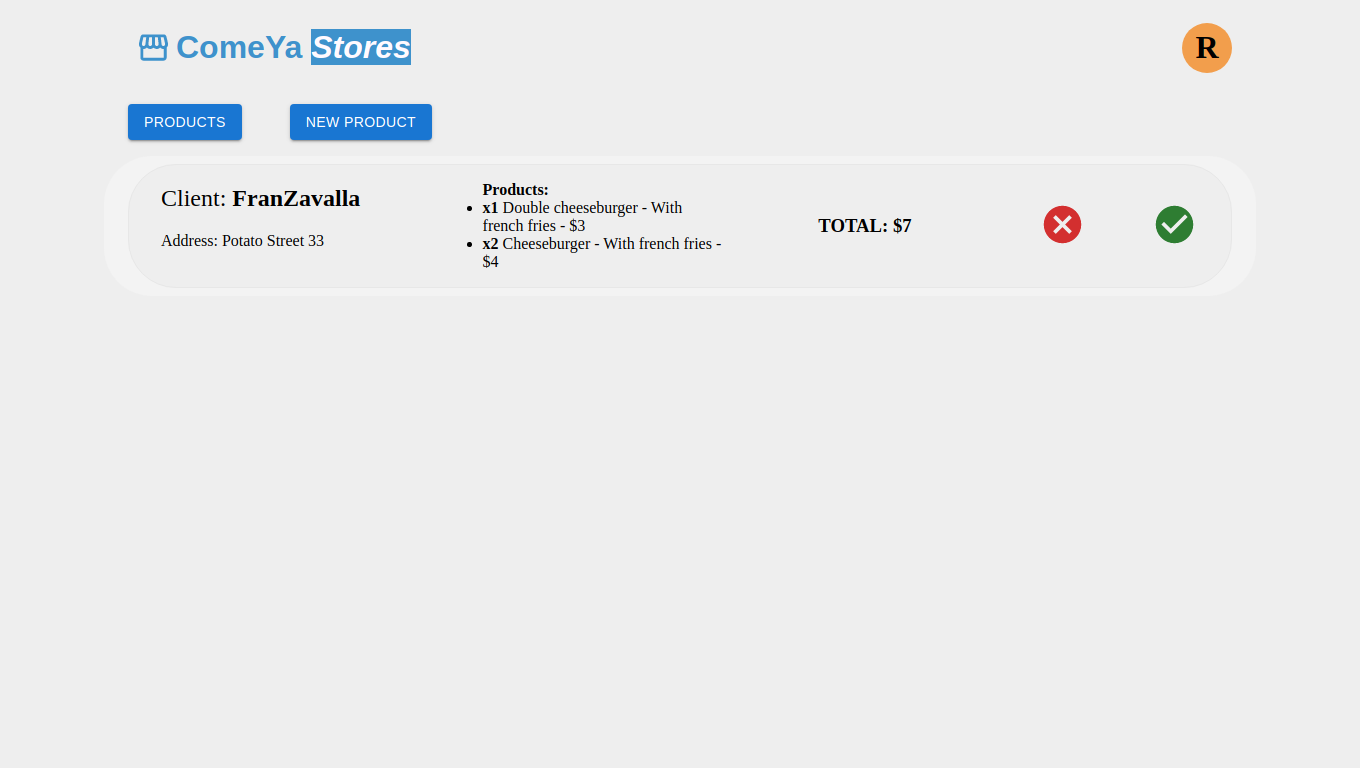 ComeYa Stores
R
PRODUCTS
NEW PRODUCT
Client: FranZavalla
Address: Potato Street 33
Products:
x1 Double cheeseburger - With
french fries - $3
x2 Cheeseburger - With french fries -
$4
TOTAL: $7